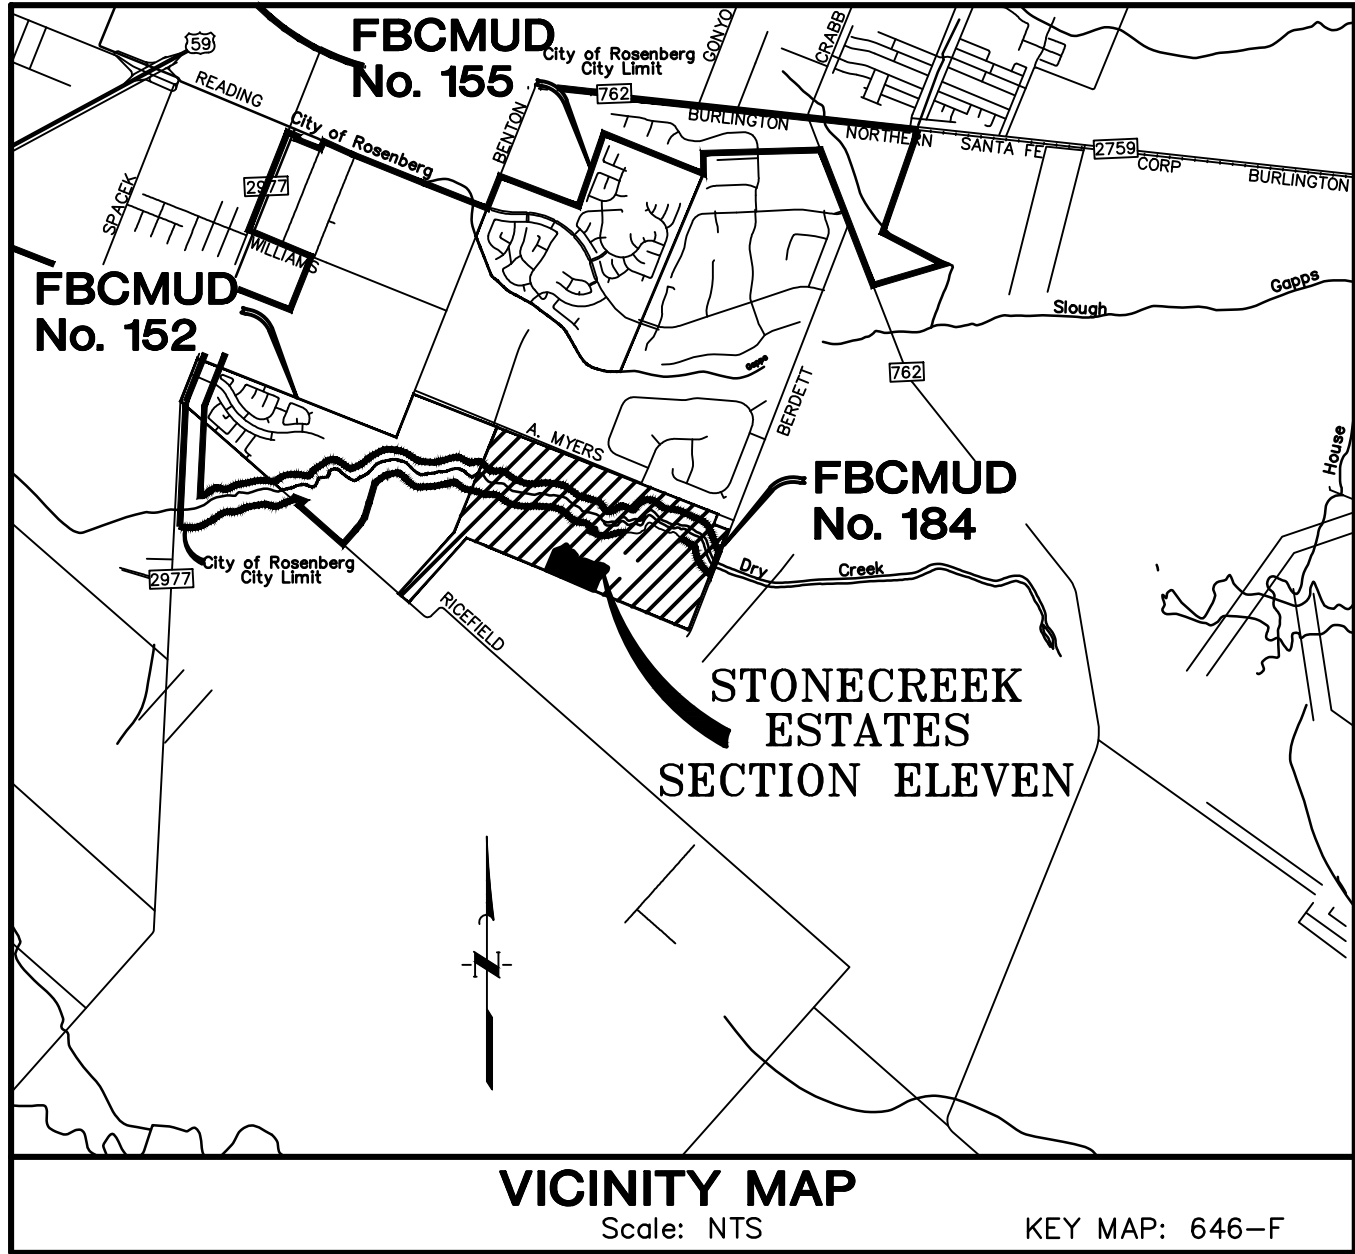 FBCMUD
No. 155
59
READING
City of Rosenberg
City Limit
762
GONYO
CRABB
BURLINGTON
NORTHERN
SANTA FE
2759
CORP
BURLINGTON
BENTON
City of Rosenberg
2977
SPACEK
WILLIAMS
FBCMUD
No. 152
Gapps
Slough
762
Gapps
BERDETT
House
A. MYERS
FBCMUD
No. 184
City of Rosenberg
City Limit
2977
Dry
Creek
RICEFIELD
STONECREEK
ESTATES
SECTION ELEVEN
N
VICINITY MAP
Scale: NTS
KEY MAP: 646-F